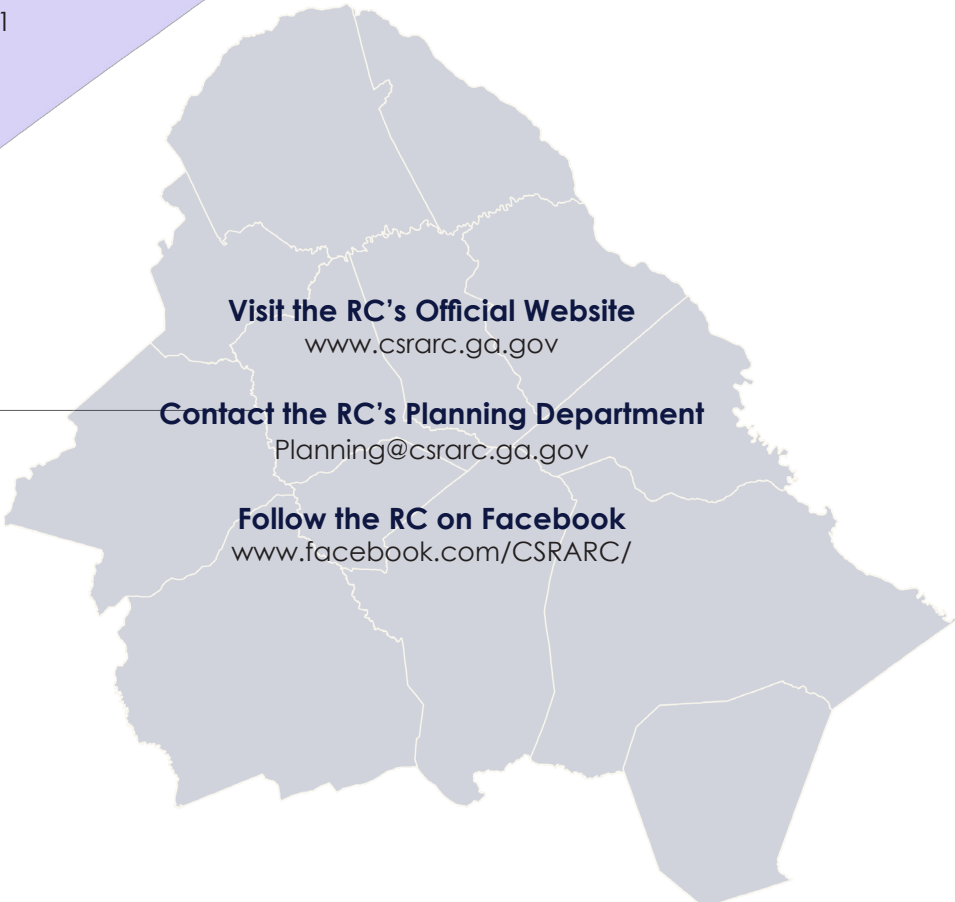 1
Visit the RC’s Official Website
www.csrarc.ga.gov
Contact the RC’s Planning Department
Planning@csrarc.ga.gov
Follow the RC on Facebook
www.facebook.com/CSRARC/